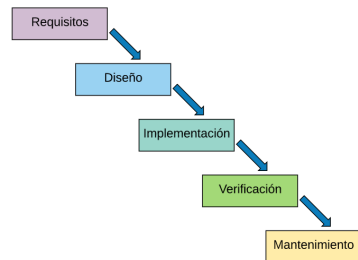 Requisitos
Diseño
Implementación
Verificación
Mantenimiento